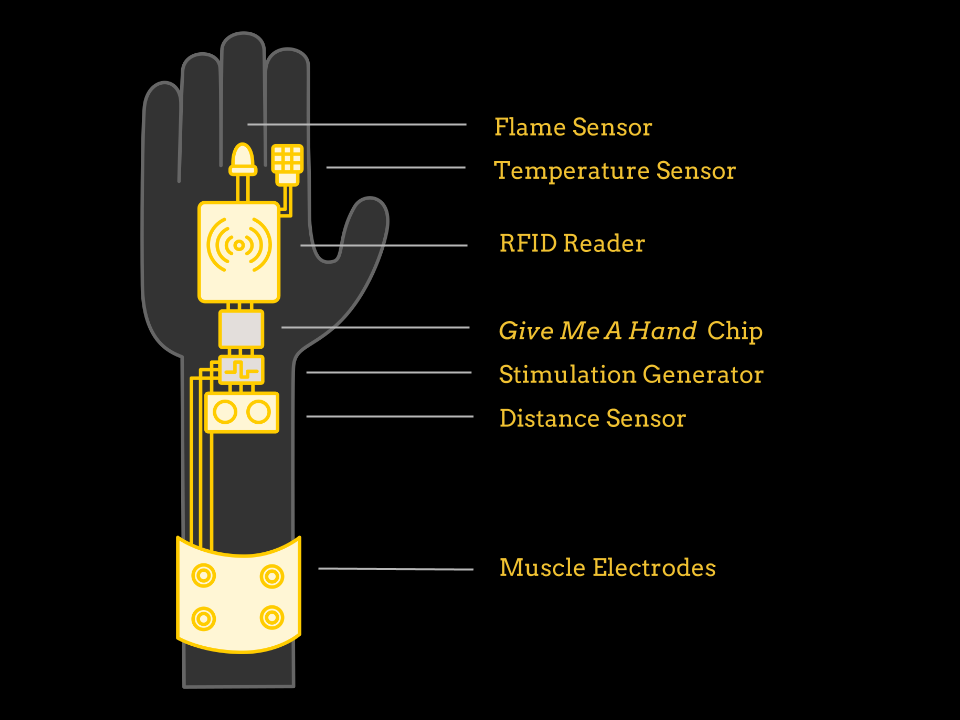 Flame Sensor
Temperature Sensor
RFID Reader
Give Me A Hand Chip
Stimulation Generator
Distance Sensor
Muscle Electrodes